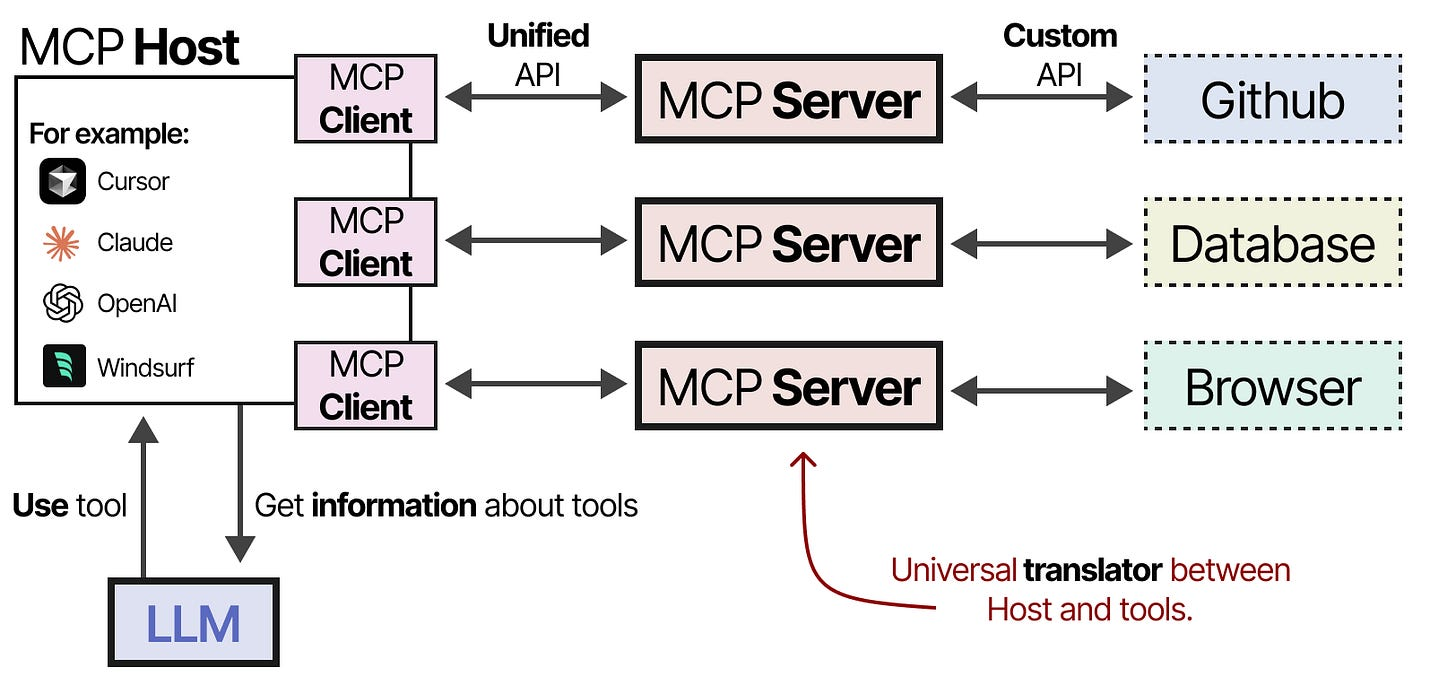 MCP Host
For example:
Cursor
Claude
OpenAI
Windsurf
MCP
Client
Unified
API
MCP Server
Custom
API
Github
MCP
Client
MCP Server
Database
MCP
Client
MCP Server
Browser
Use tool
Get information about tools
LLM
Universal translator between
Host and tools.